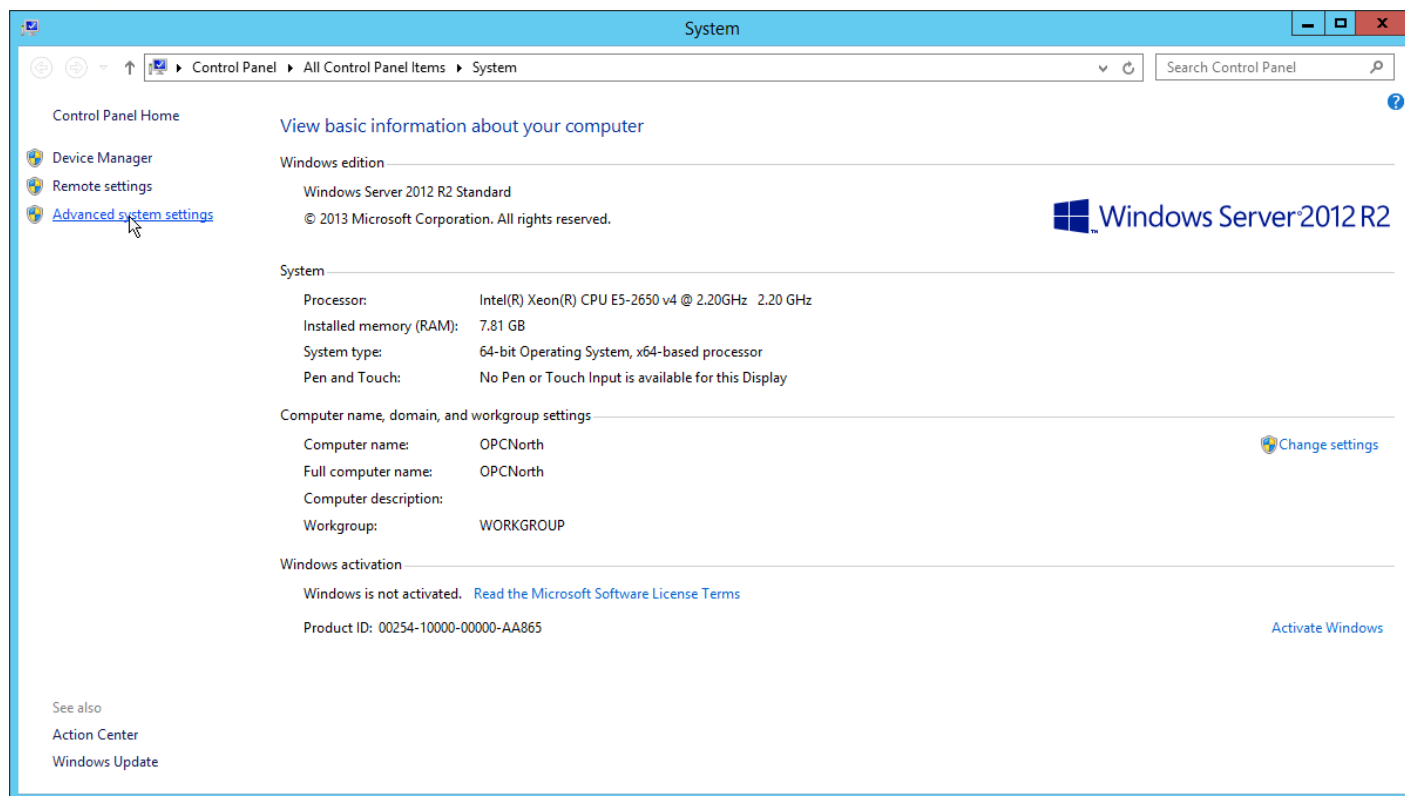 System
Control Panel All Control Panel Items System
Search Control Panel
Control Panel Home
Device Manager
Remote settings
Advanced system settings
View basic information about your computer
Windows edition
Windows Server 2012 R2 Standard
© 2013 Microsoft Corporation. All rights reserved.
Windows Server 2012 R2
System
Processor: Intel(R) Xeon(R) CPU E5-2650 v4 @ 2.20GHz 2.20 GHz
Installed memory (RAM): 7.81 GB
System type: 64-bit Operating System, x64-based processor
Pen and Touch: No Pen or Touch Input is available for this Display
Computer name, domain, and workgroup settings
Computer name: OPCNorth
Change settings
Full computer name: OPCNorth
Computer description:
Workgroup: WORKGROUP
Windows activation
Windows is not activated. Read the Microsoft Software License Terms
Product ID: 00254-10000-00000-AA865
Activate Windows
See also
Action Center
Windows Update